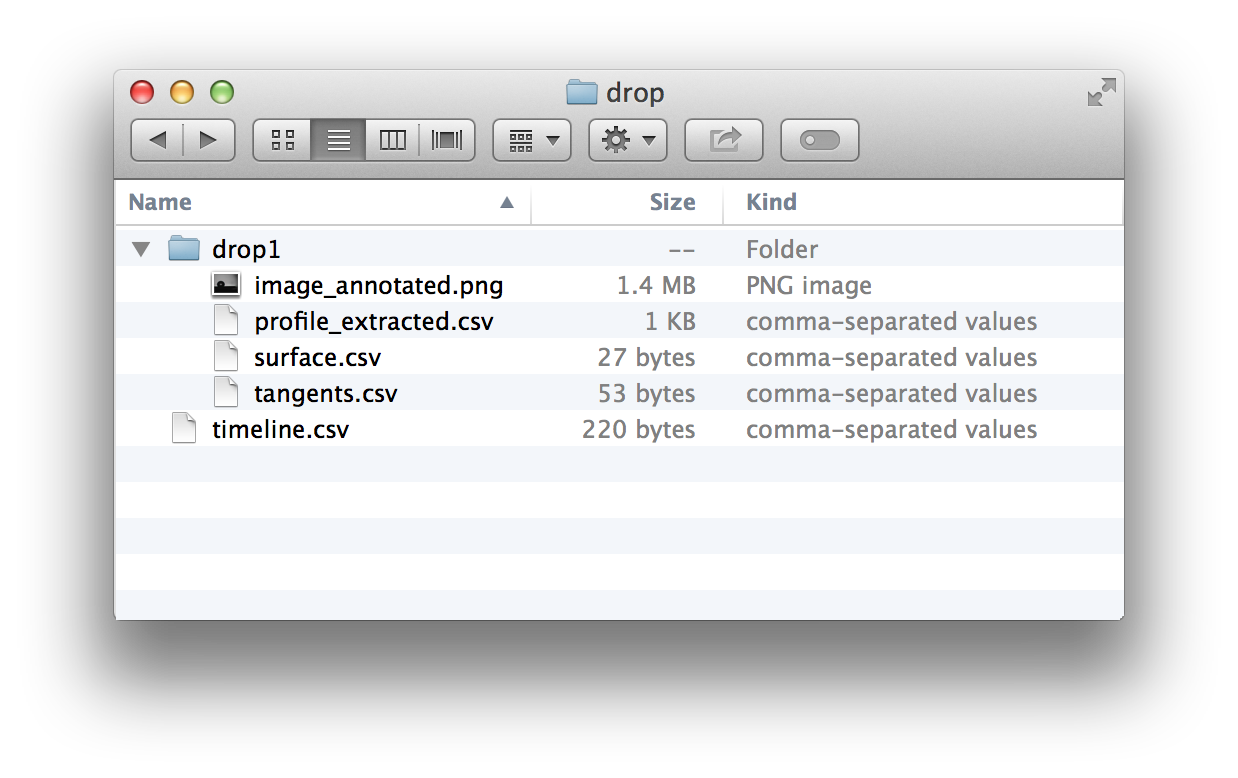 drop
Name Size Kind
drop1 -- Folder
image_annotated.png 1.4 MB PNG image
profile_extracted.csv 1 KB comma-separated values
surface.csv 27 bytes comma-separated values
tangents.csv 53 bytes comma-separated values
timeline.csv 220 bytes comma-separated values